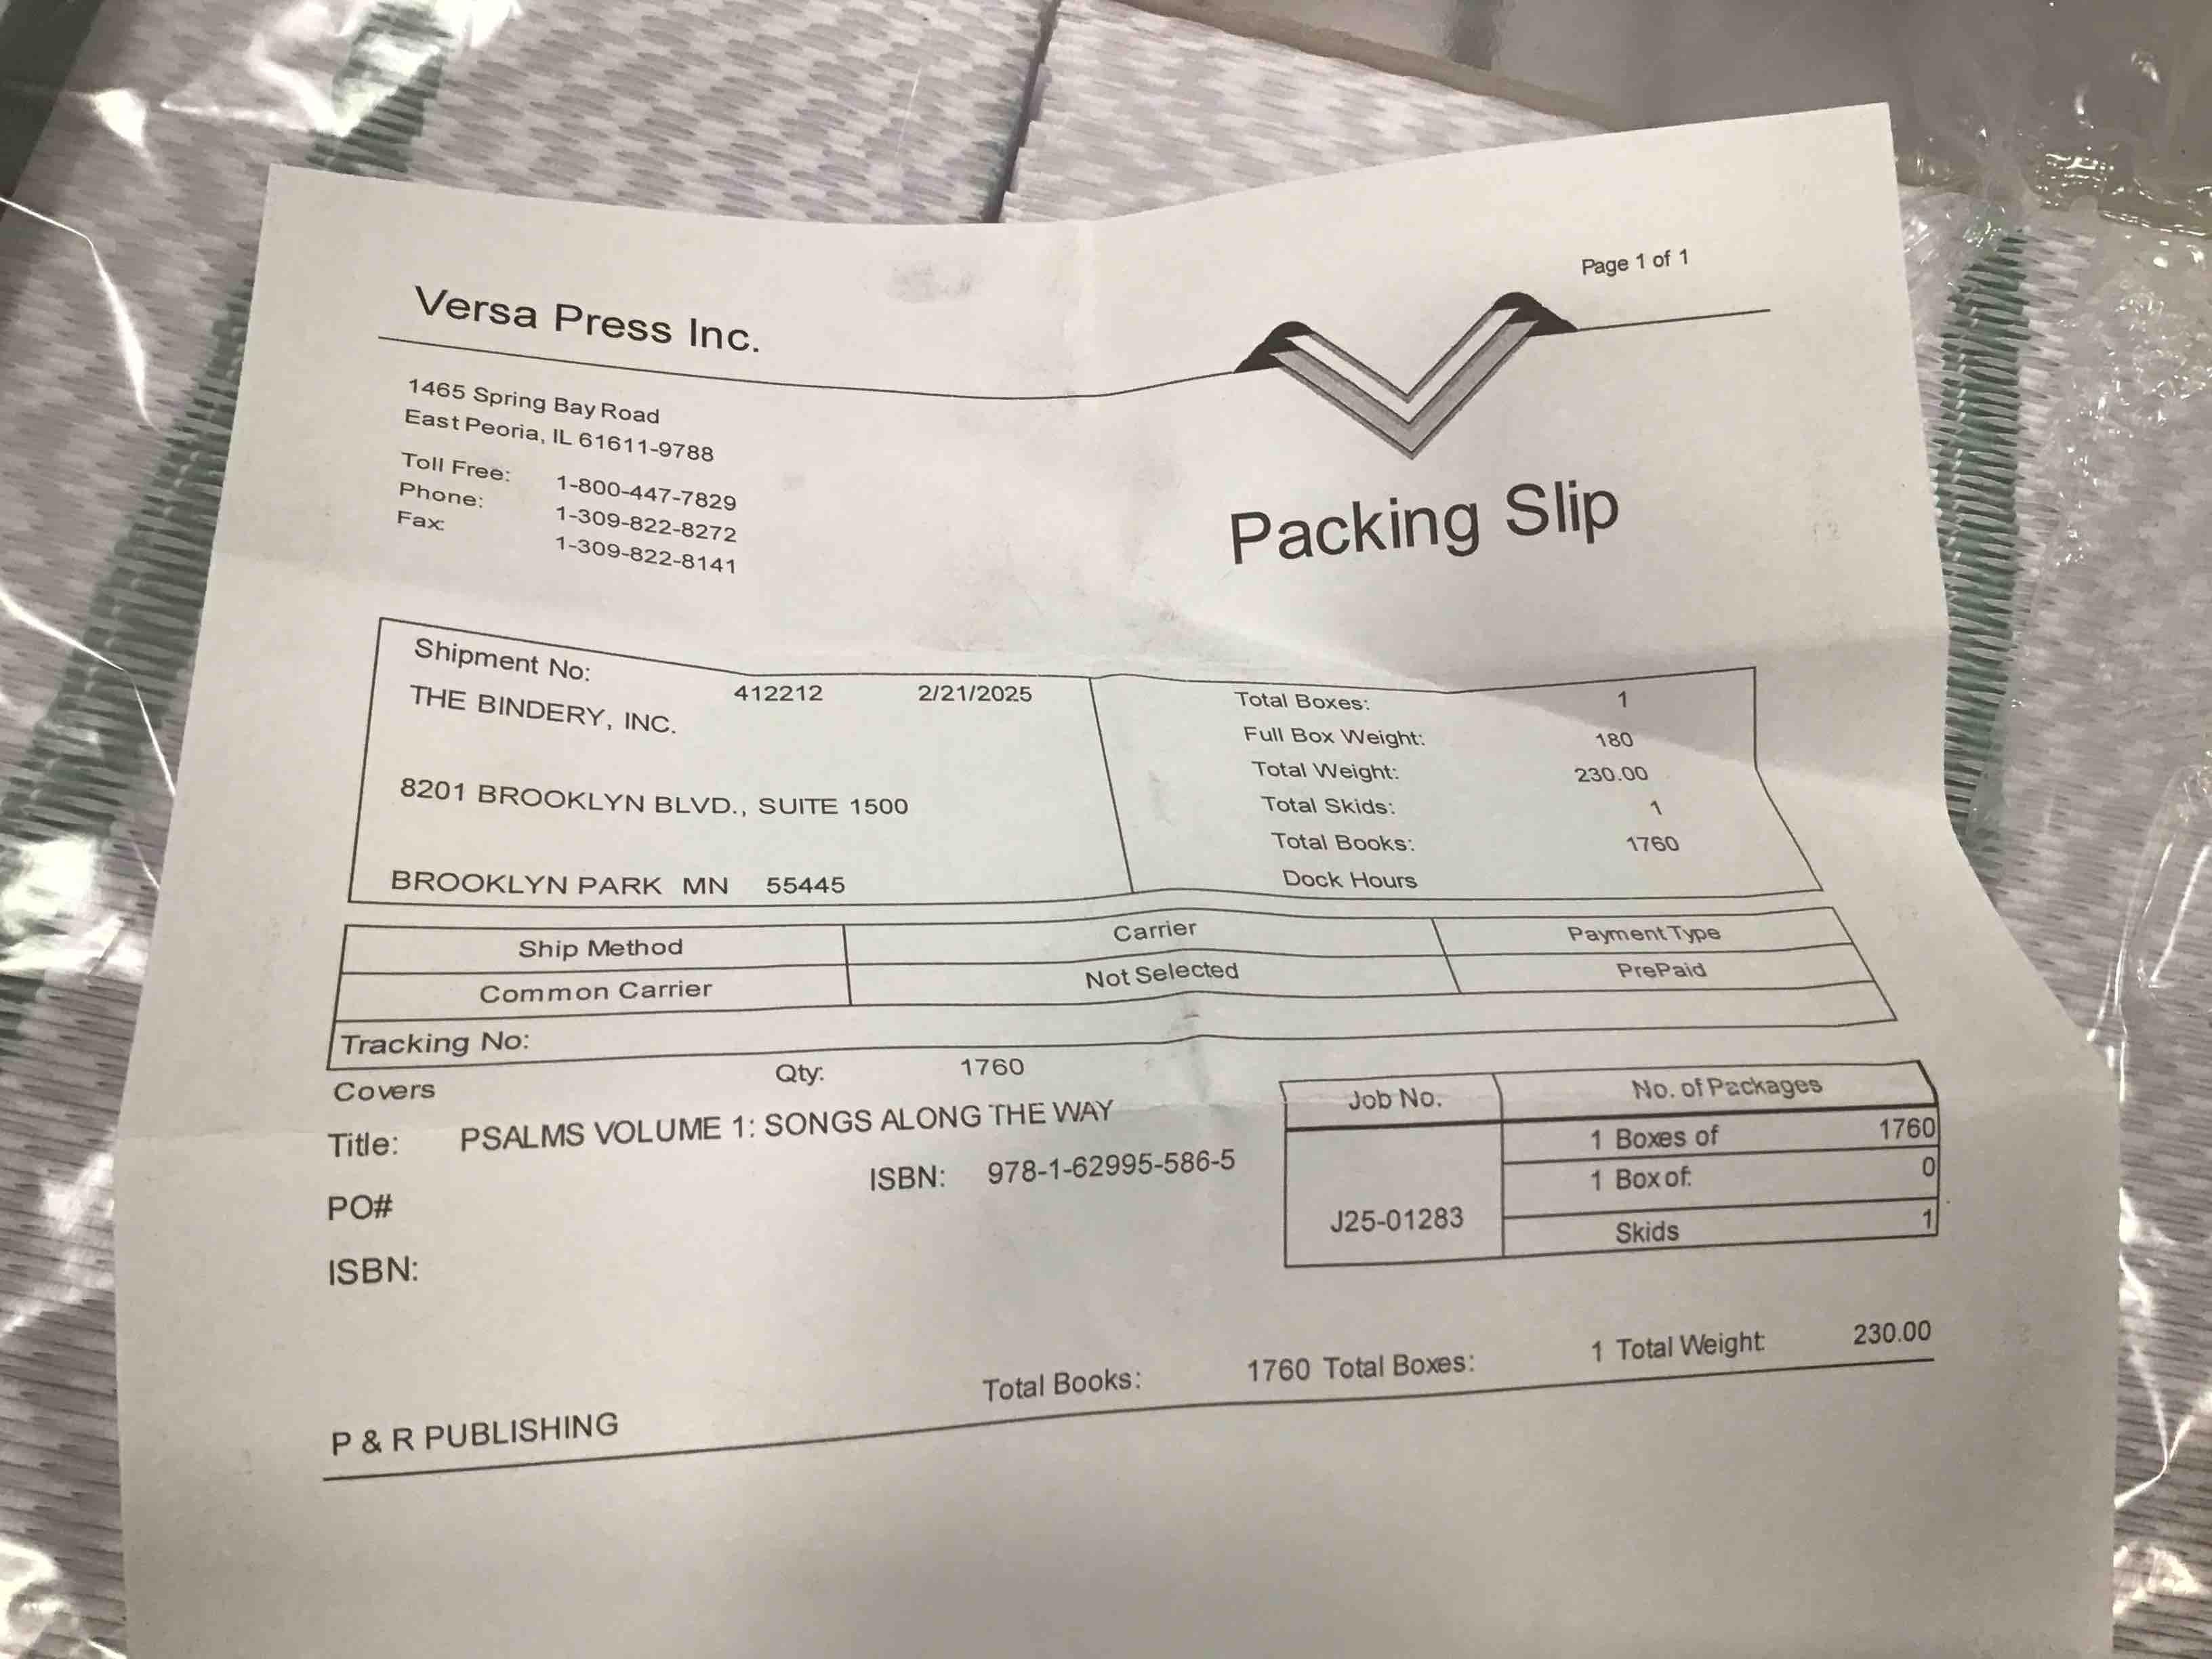 Page 1 of 1
Versa Press Inc.
1465 Spring Bay Road
East Peoria, IL 61611-9788
Toll Free: 1-800-447-7829
Phone: 1-309-822-8272
Fax: 1-309-822-8141
Packing Slip
Shipment No: 412212 2/21/2025
THE BINDERY, INC.
8201 BROOKLYN BLVD., SUITE 1500
BROOKLYN PARK MN 55445
Total Boxes: 1
Full Box Weight: 180
Total Weight: 230.00
Total Skids: 1
Total Books: 1760
Dock Hours
Ship Method Carrier Payment Type
Common Carrier Not Selected PrePaid
Tracking No:
Covers Qty: 1760
Title: PSALMS VOLUME 1: SONGS ALONG THE WAY
ISBN: 978-1-62995-586-5
PO#
ISBN:
Job No. No. of Packages
J25-01283
1 Boxes of 1760
1 Box of: 0
Skids 1
Total Books: 1760 Total Boxes: 1 Total Weight: 230.00
P & R PUBLISHING